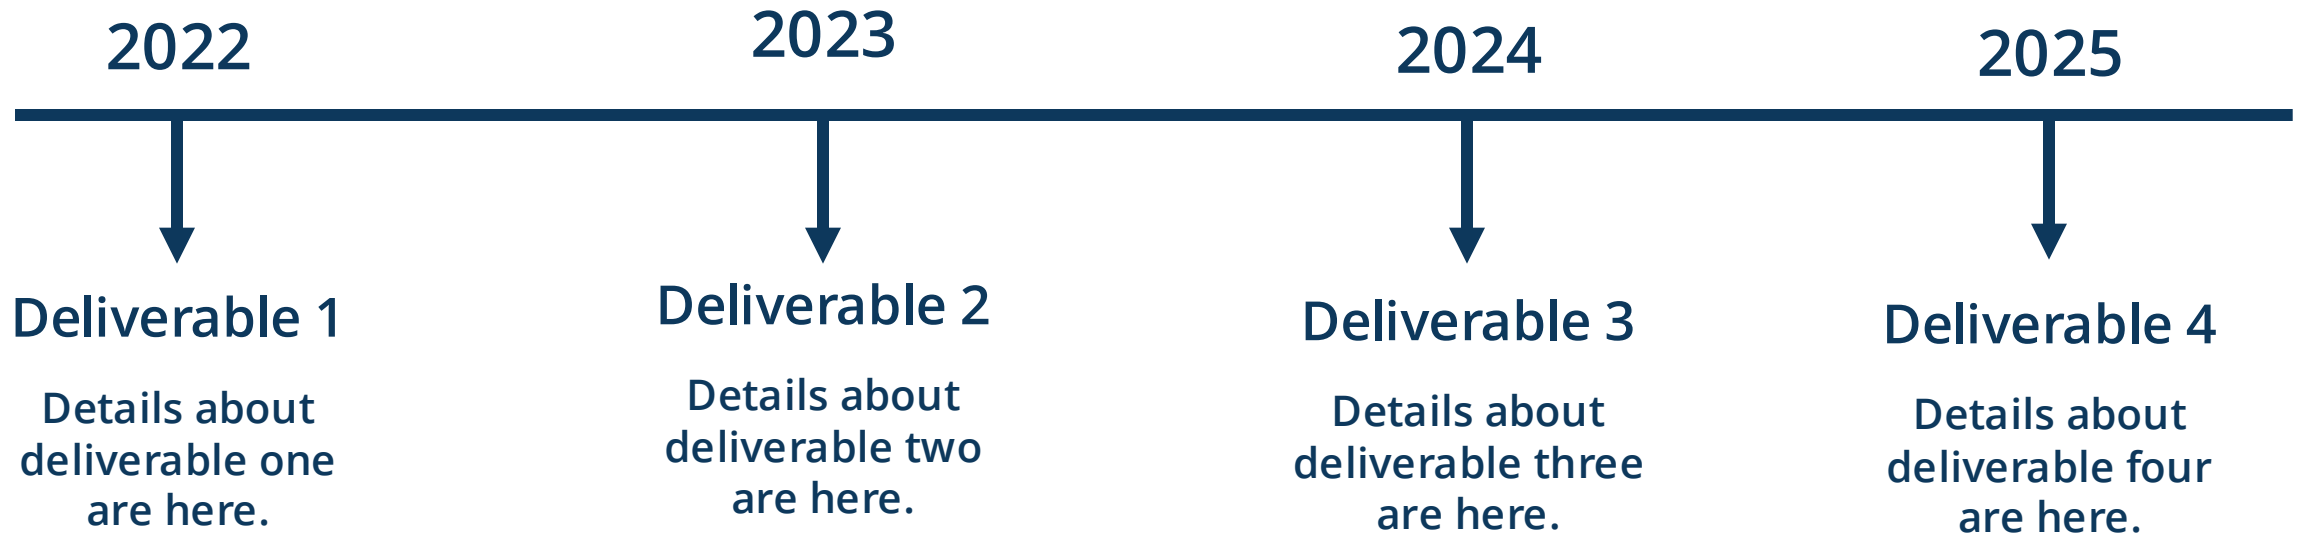 2022
Deliverable 1
Details about
deliverable one
are here.
2023
Deliverable 2
Details about
deliverable two
are here.
2024
Deliverable 3
Details about
deliverable three
are here.
2025
Deliverable 4
Details about
deliverable four
are here.